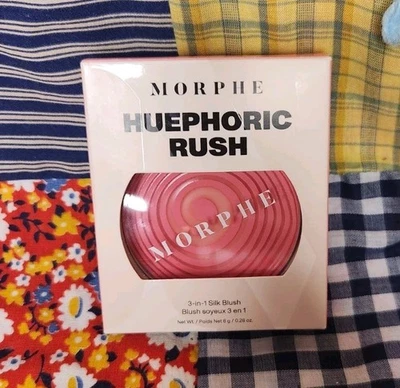 MORPHE
HUEPHORIC
RUSH
MORPHE
3-in-1 Silk Blush
Blush soyeux 3 en 1
Net Wt. / Poids Net 8 g / 0.28 oz.